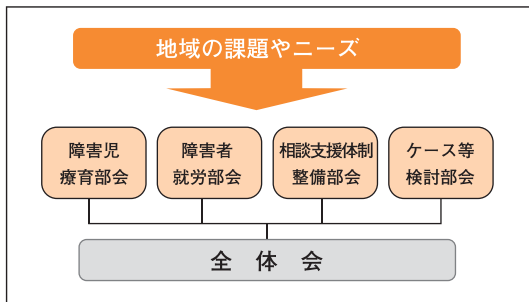 地域の課題やニーズ
障害児
療育部会
障害者
就労部会
相談支援体制
整備部会
ケース等
検討部会
全体会